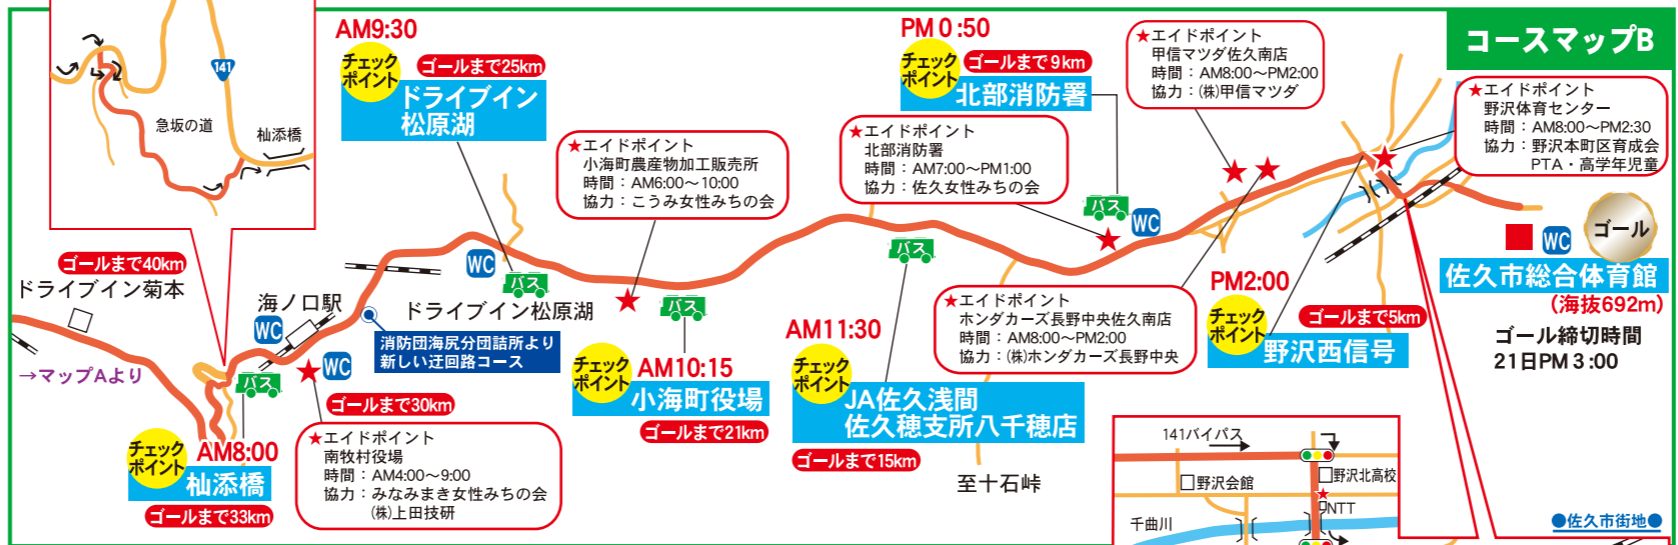 コースマップB
141
急坂の道
杣添橋
AM9:30
チェック
ポイント
ゴールまで25km
ドライブイン
松原湖
★エイドポイント
小海町農産物加工販売所
時間：AM6:00〜10:00
協力：こうみ女性みちの会
PM0:50
チェック
ポイント
ゴールまで9km
北部消防署
★エイドポイント
北部消防署
時間：AM7:00〜PM1:00
協力：佐久女性みちの会
★エイドポイント
甲信マツダ佐久南店
時間：AM8:00〜PM2:00
協力：(株)甲信マツダ
★エイドポイント
野沢体育センター
時間：AM8:00〜PM2:30
協力：野沢本町区育成会
PTA・高学年児童
ゴールまで40km
ドライブイン菊本
→マップAより
海ノ口駅
WC
WC
WC
バス
消防団海尻分団詰所より
新しい迂回路コース
ドライブイン松原湖
バス
バス
バス
バス
WC
チェック
ポイント
AM8:00
杣添橋
ゴールまで33km
ゴールまで30km
★エイドポイント
南牧村役場
時間：AM4:00〜9:00
協力：みなみまき女性みちの会
(株)上田技研
チェック
ポイント
AM10:15
小海町役場
ゴールまで21km
AM11:30
チェック
ポイント
JA佐久浅間
佐久穂支所八千穂店
ゴールまで15km
至十石峠
★エイドポイント
ホンダカーズ長野中央佐久南店
時間：AM8:00〜PM2:00
協力：(株)ホンダカーズ長野中央
PM2:00
チェック
ポイント
ゴールまで5km
野沢西信号
WC
ゴール
佐久市総合体育館
(海抜692m)
ゴール締切時間
21日PM3:00
141バイパス
野沢会館
野沢北高校
NTT
千曲川
●佐久市街地●